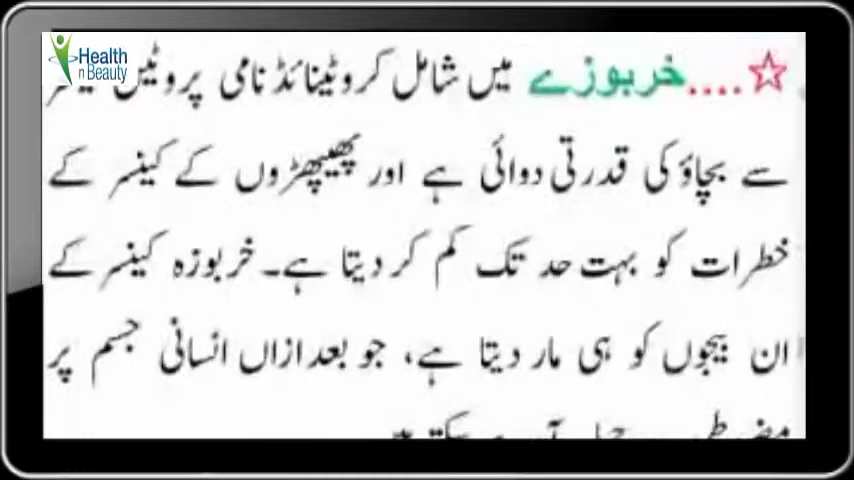 Health
n Beauty
☆....خربوزے میں شامل کروٹینائڈ نامی پروٹین
سے بچاؤ کی قدرتی دوائی ہے اور پھیپھڑوں کے کینسر کے
خطرات کو بہت حد تک کم کر دیتا ہے۔ خربوزہ کینسر کے
ان بیجوں کو ہی مار دیتا ہے، جو بعد ازاں انسانی جسم پر